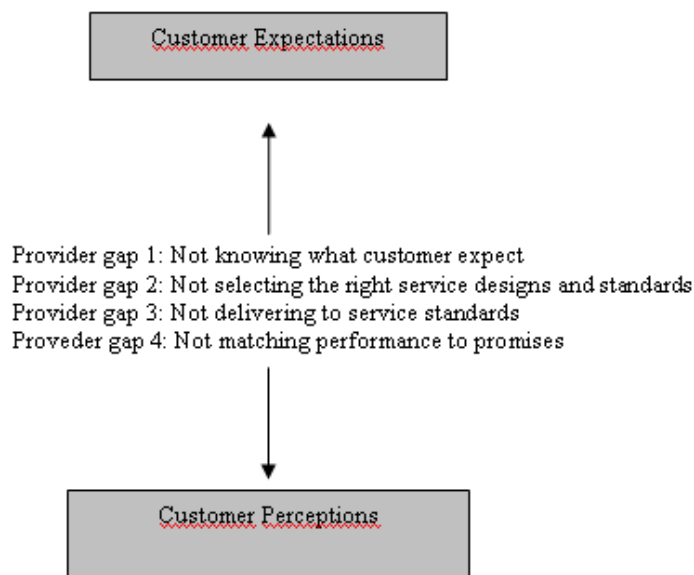 Customer Expectations
Provider gap 1: Not knowing what customer expect
Provider gap 2: Not selecting the right service designs and standards
Provider gap 3: Not delivering to service standards
Proveder gap 4: Not matching performance to promises
Customer Perceptions